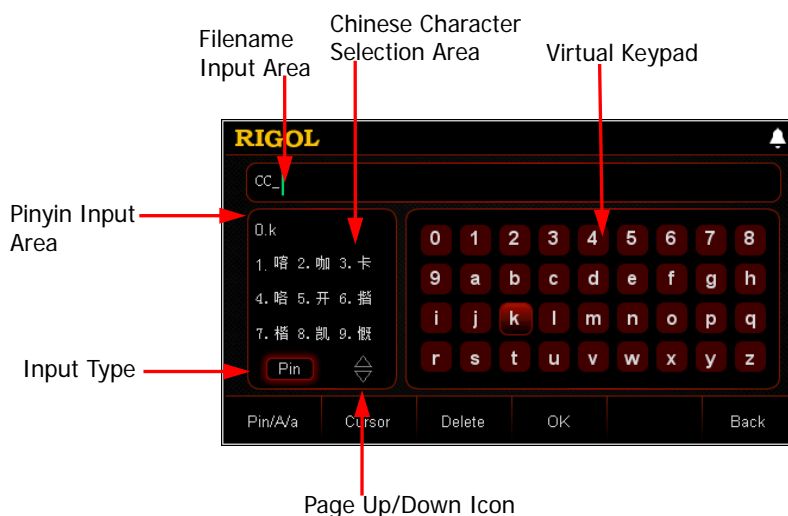 Filename
Input Area
Chinese Character
Selection Area
Virtual Keypad
RIGOL
CC_
Pinyin Input
Area
0.k
1. 喀 2. 咖 3. 卡
4. 咯 5. 开 6. 揩
7. 楷 8. 凯 9. 慨
Pin
0 1 2 3 4 5 6 7 8
9 a b c d e f g h
i j k l m n o p q
r s t u v w x y z
Input Type
Pin/A/a Cursor Delete OK Back
Page Up/Down Icon